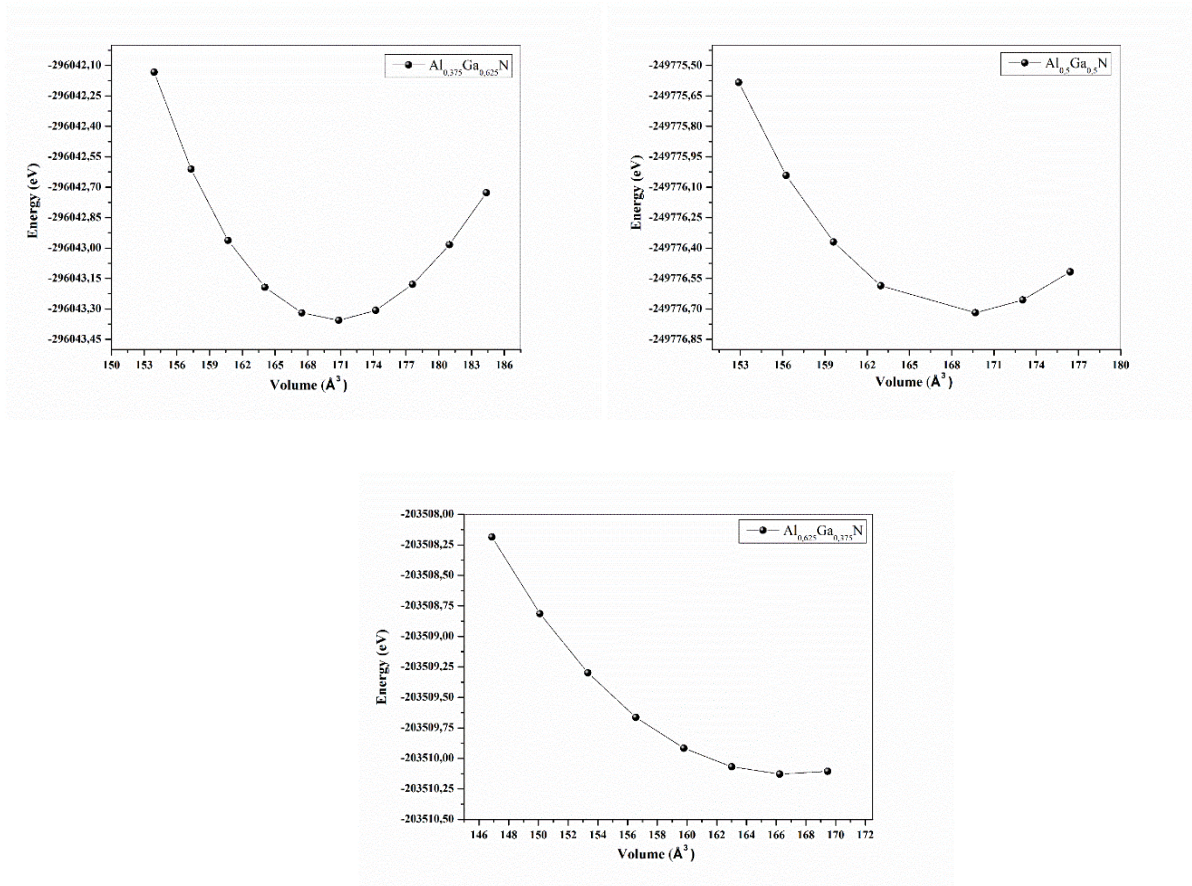 Al0,375Ga0,625N
-296042,10
-296042,25
-296042,40
-296042,55
-296042,70
-296042,85
-296043,00
-296043,15
-296043,30
-296043,45
Energy (eV)
150 153 156 159 162 165 168 171 174 177 180 183 186
Volume (Å3)
Al0,5Ga0,5N
-249775,50
-249775,65
-249775,80
-249775,95
-249776,10
-249776,25
-249776,40
-249776,55
-249776,70
-249776,85
Energy (eV)
153 156 159 162 165 168 171 174 177 180
Volume (Å3)
Al0,625Ga0,375N
-203508,00
-203508,25
-203508,50
-203508,75
-203509,00
-203509,25
-203509,50
-203509,75
-203510,00
-203510,25
-203510,50
Energy (eV)
146 148 150 152 154 156 158 160 162 164 166 168 170 172
Volume (Å3)